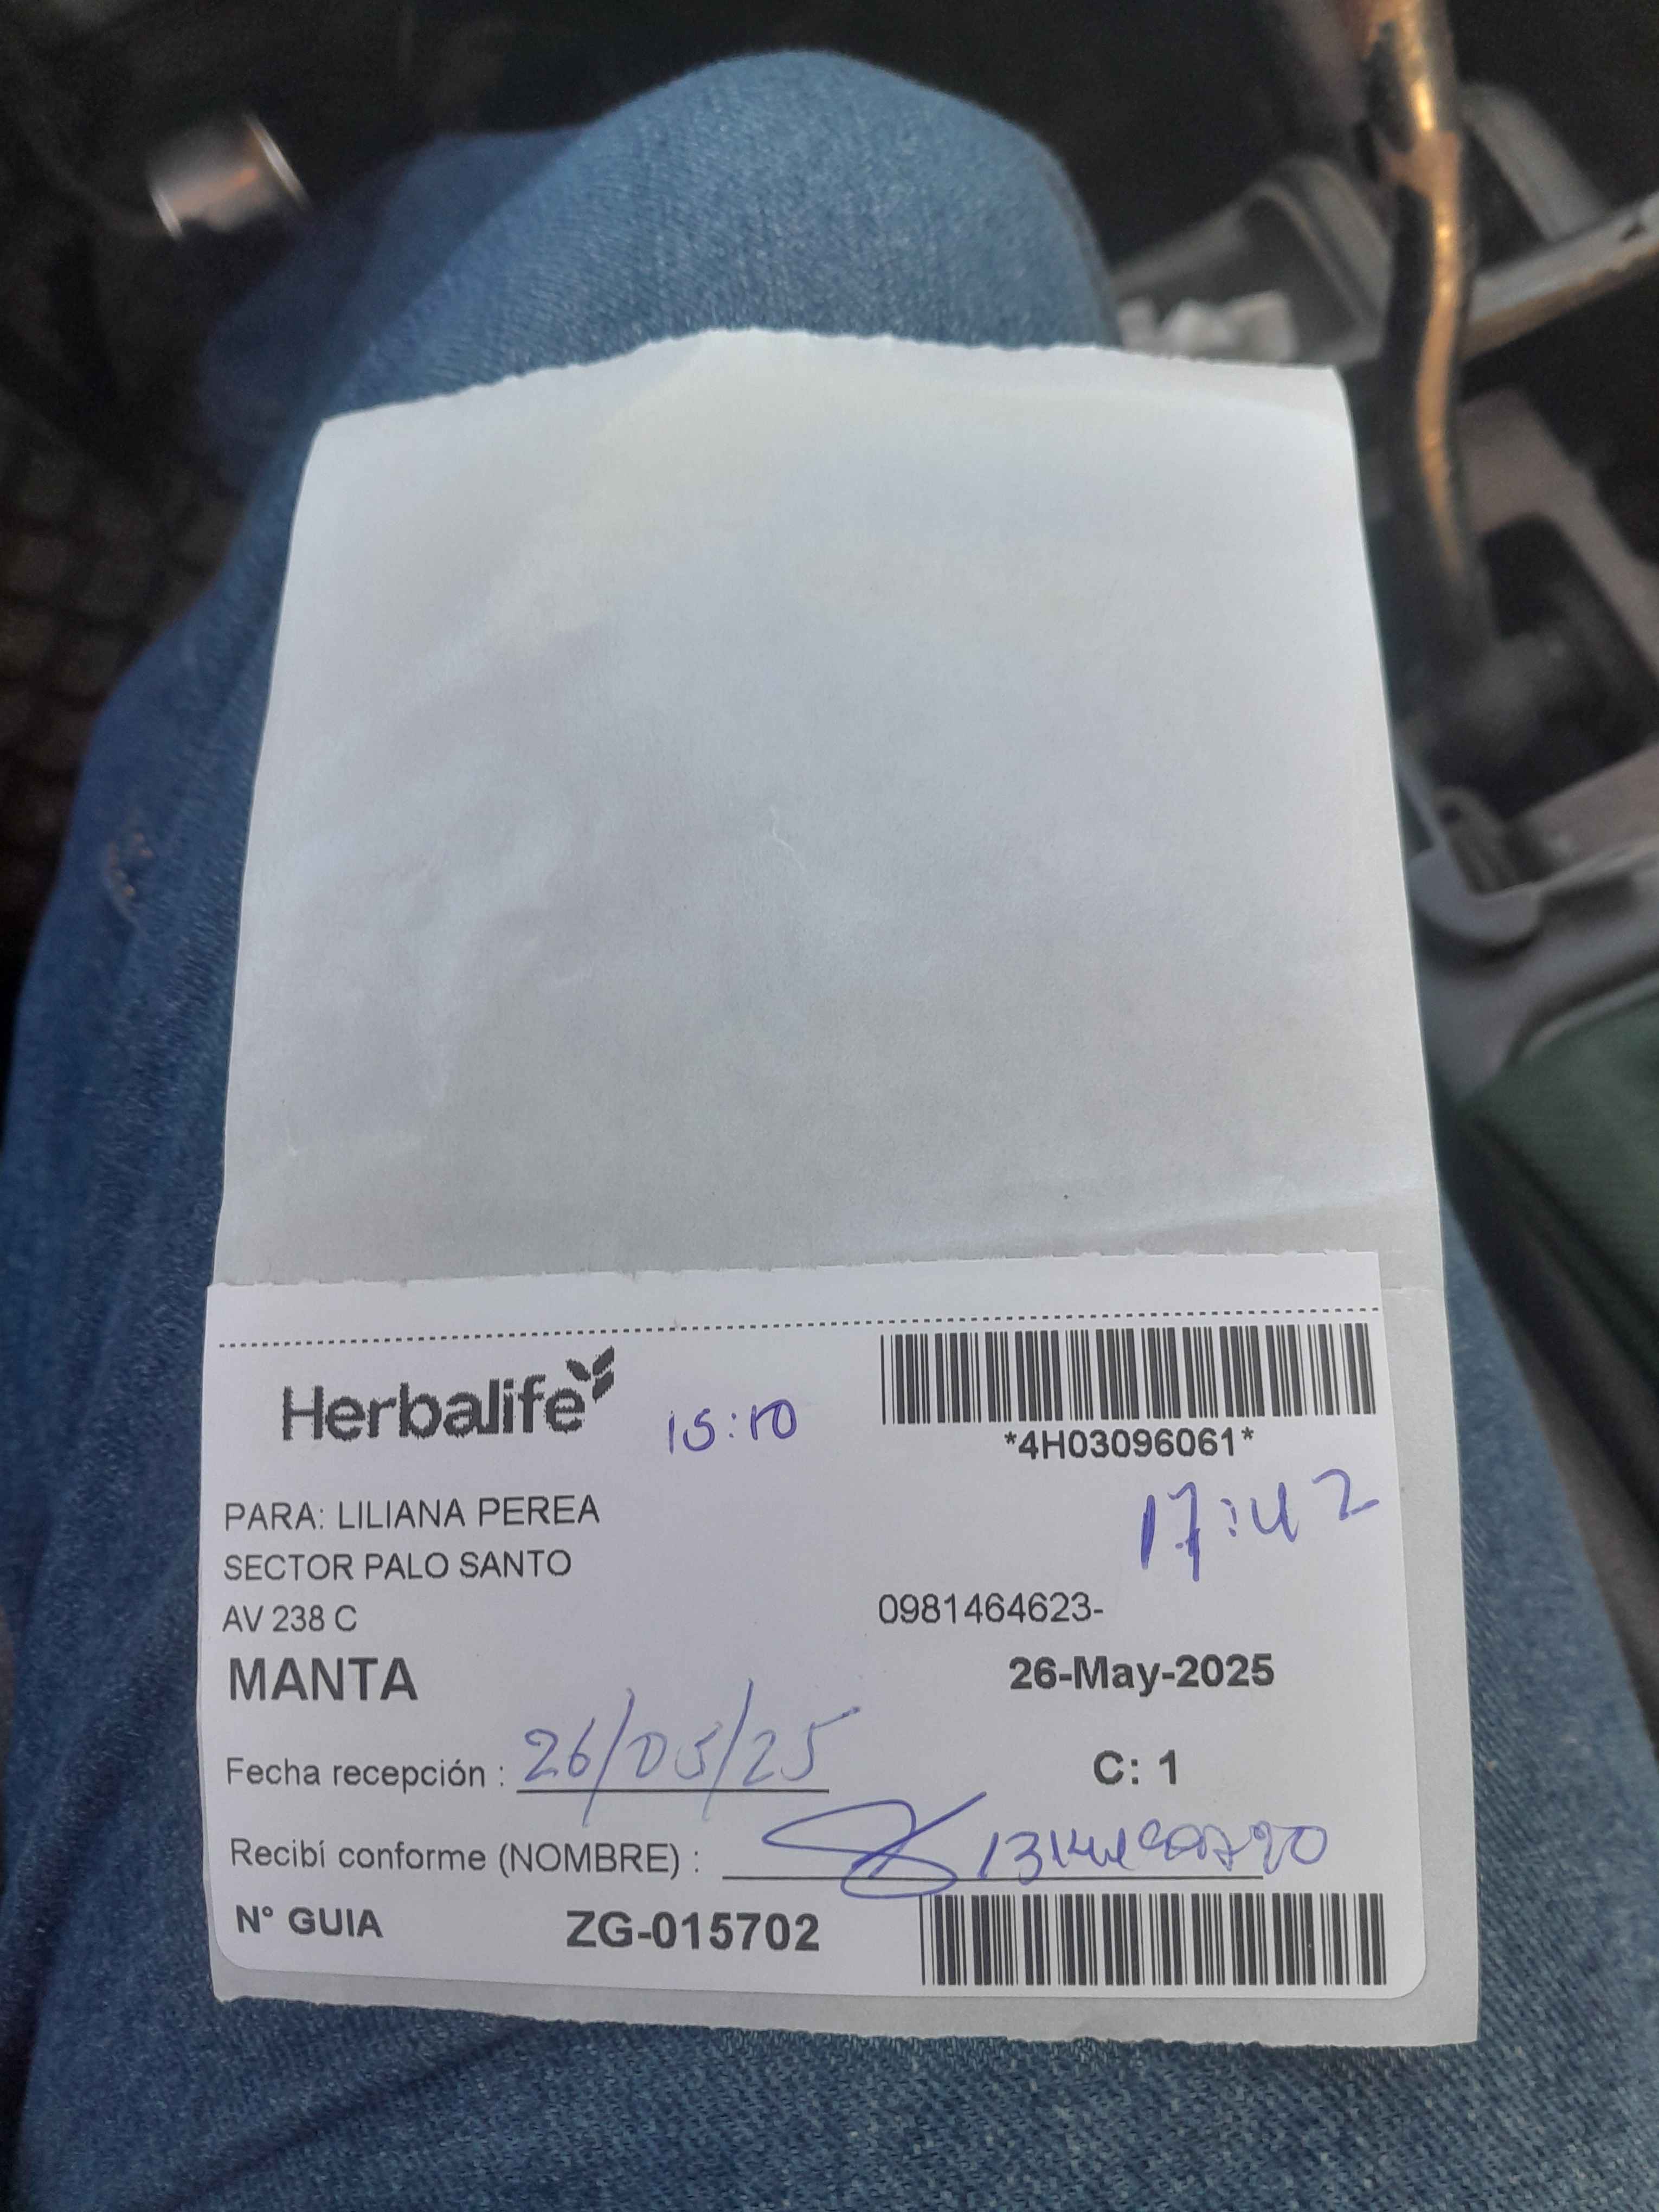 Herbalife
15:10
*4H03096061*
17:42
PARA: LILIANA PEREA
SECTOR PALO SANTO
AV 238 C
0981464623-
MANTA
26-May-2025
Fecha recepción : 26/05/25
C: 1
Recibí conforme (NOMBRE) :
N° GUIA ZG-015702